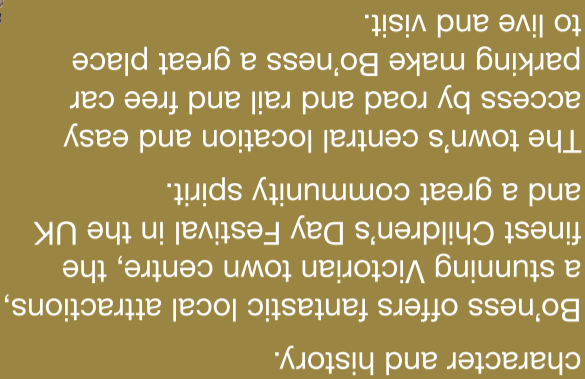 character and history.
Bo'ness offers fantastic local attractions,
a stunning Victorian town centre, the
finest Children's Day Festival in the UK
and a great community spirit.
The town's central location and easy
access by road and rail and free car
parking make Bo'ness a great place
to live and visit.